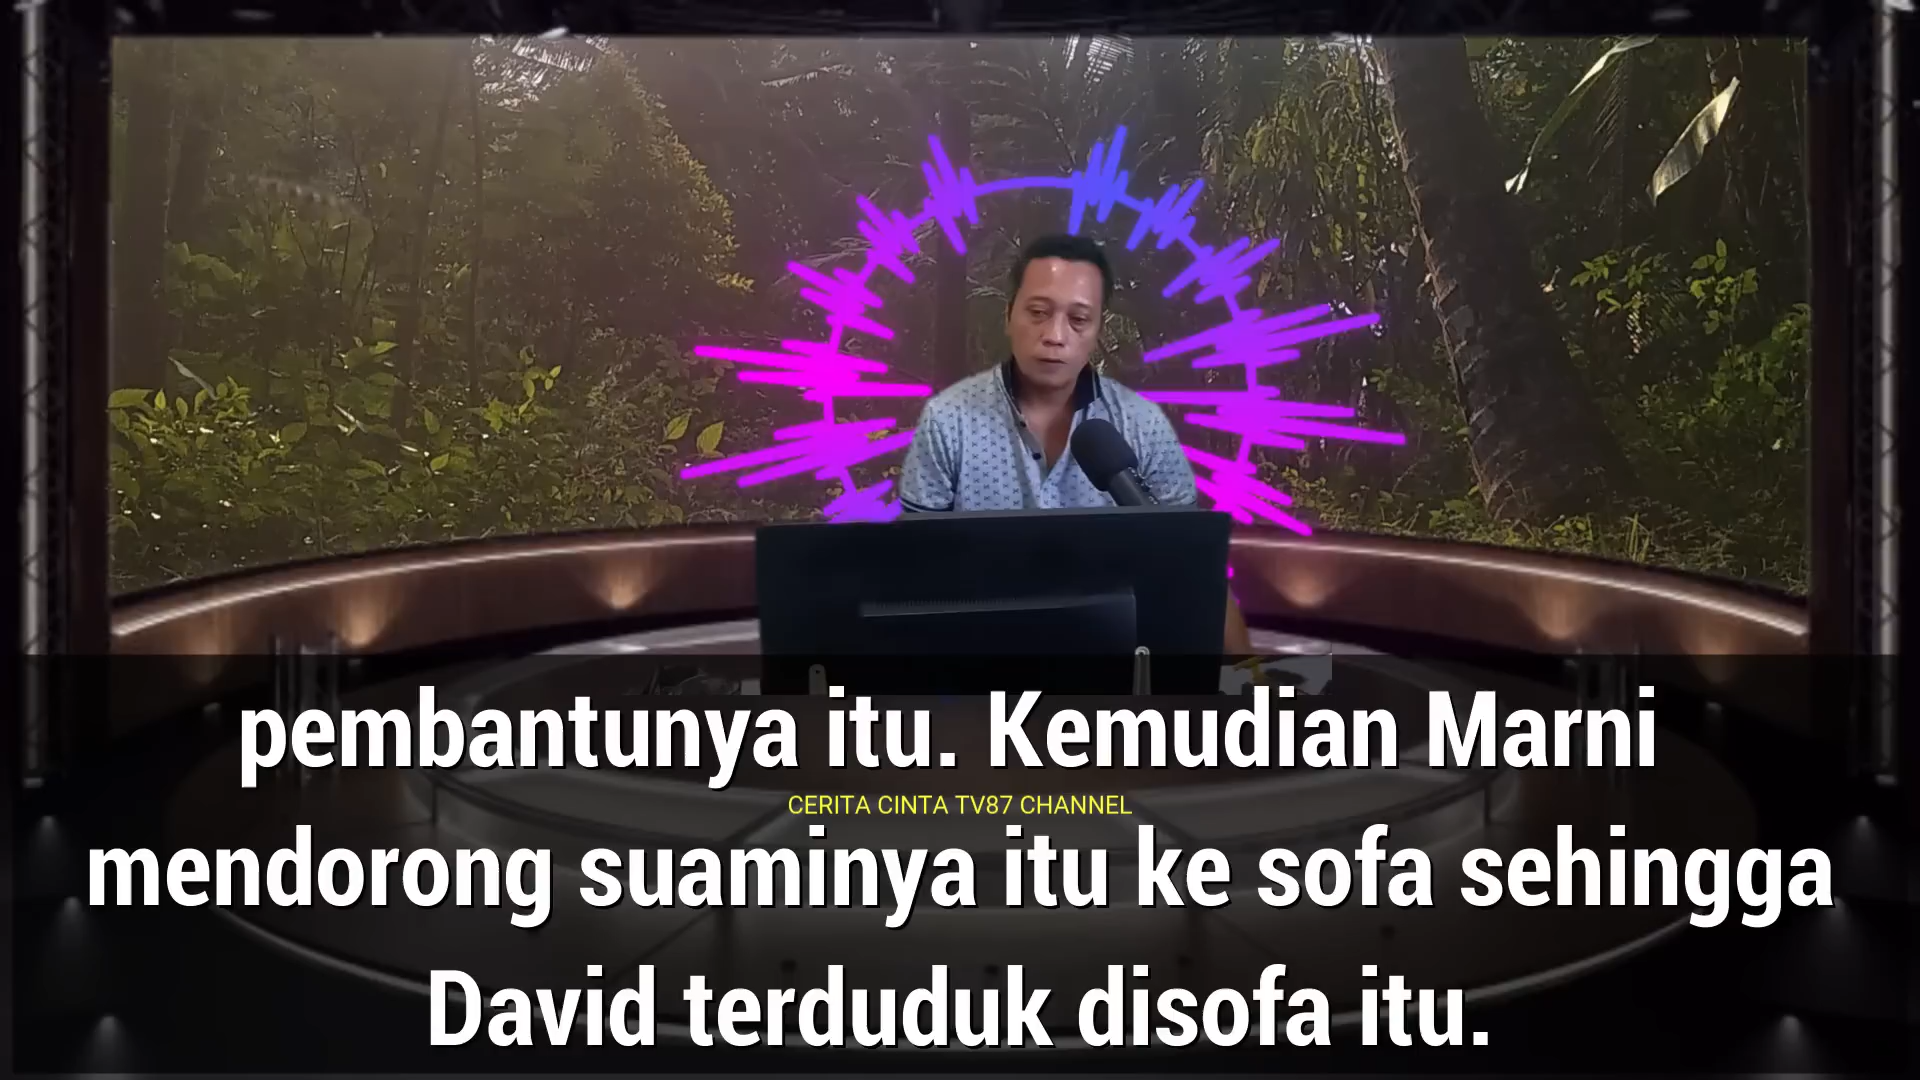 pembantunya itu. Kemudian Marni
CERITA CINTA TV87 CHANNEL
mendorong suaminya itu ke sofa sehingga
David terduduk disofa itu.